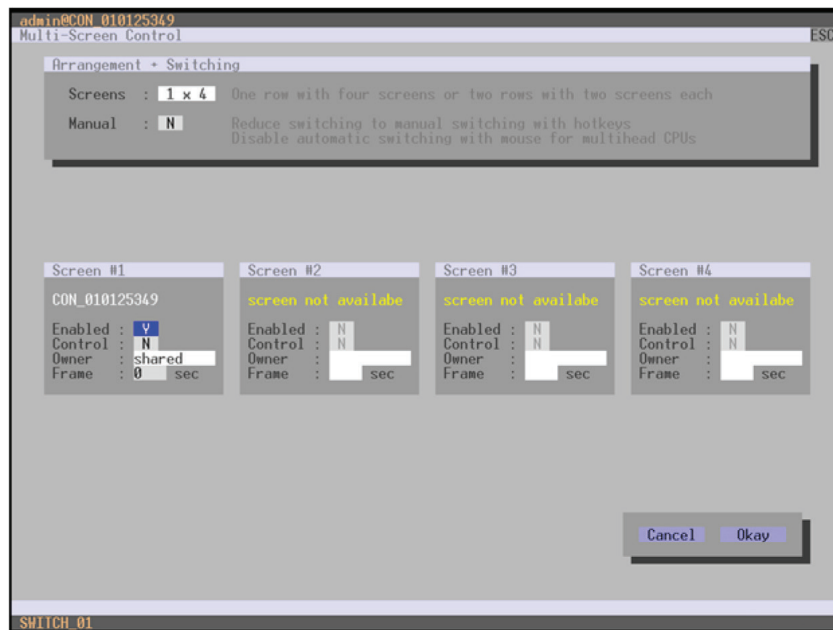 admin@CON_010125349
Multi-Screen Control ESC
Arrangement + Switching
Screens : 1 x 4 One row with four screens or two rows with two screens each
Manual : N Reduce switching to manual switching with hotkeys
Disable automatic switching with mouse for multihead CPUs
Screen #1
CON_010125349
Enabled : Y
Control : N
Owner : shared
Frame : 0 sec
Screen #2
screen not availabe
Enabled : N
Control : N
Owner :
Frame : sec
Screen #3
screen not availabe
Enabled : N
Control : N
Owner :
Frame : sec
Screen #4
screen not availabe
Enabled : N
Control : N
Owner :
Frame : sec
Cancel Okay
SWITCH_01